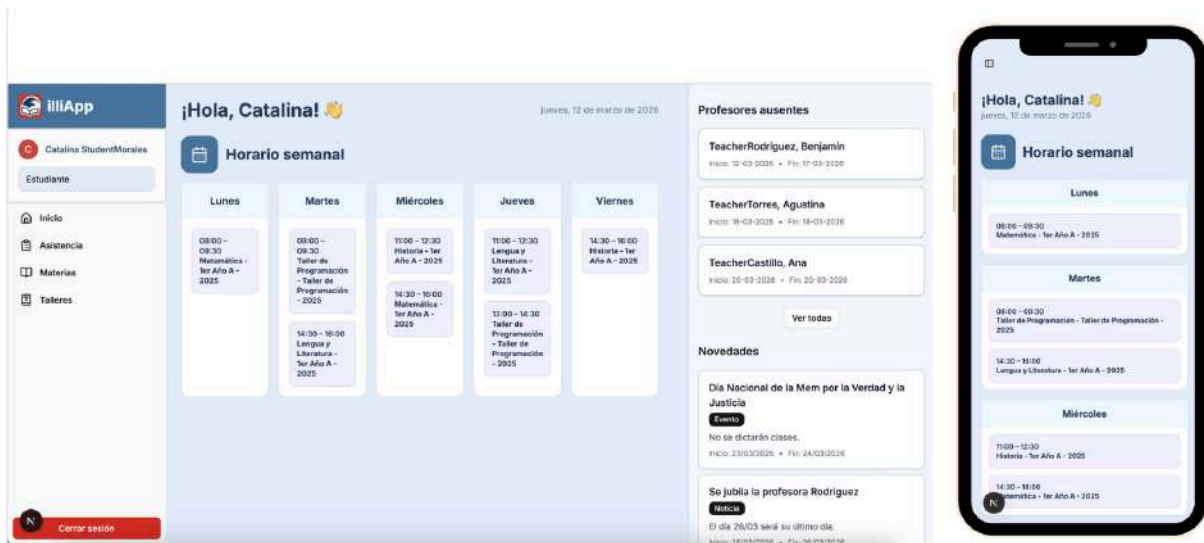 illiApp
Catalina StudentMorales
Estudiante
Inicio
Asistencia
Materias
Talleres
Cerrar sesión
¡Hola, Catalina! 👋
jueves, 12 de marzo de 2026
Horario semanal
Lunes
08:00 –
09:30
Matemática -
1er Año A -
2025
Martes
08:00 –
09:30
Taller de
Programación
- Taller de
Programación
- 2025
14:30 – 16:00
Lengua y
Literatura -
1er Año A -
2025
Miércoles
11:00 – 12:30
Historia - 1er
Año A - 2025
14:30 – 16:00
Matemática -
1er Año A -
2025
Jueves
11:00 – 12:30
Lengua y
Literatura -
1er Año A -
2025
13:00 – 14:30
Taller de
Programación
- Taller de
Programación
- 2025
Viernes
14:30 – 16:00
Historia - 1er
Año A - 2025
Profesores ausentes
TeacherRodríguez, Benjamín
Inicio: 12-03-2026 • Fin: 17-03-2026
TeacherTorres, Agustina
Inicio: 18-03-2026 • Fin: 18-03-2026
TeacherCastillo, Ana
Inicio: 20-03-2026 • Fin: 20-03-2026
Ver todas
Novedades
Día Nacional de la Mem por la Verdad y la
Justicia
Evento
No se dictarán clases.
Inicio: 23/03/2026 • Fin: 24/03/2026
Se jubila la profesora Rodriguez
Noticia
El día 26/03 será su último día.
¡Hola, Catalina! 👋
jueves, 12 de marzo de 2026
Horario semanal
Lunes
08:00 – 09:30
Matemática - 1er Año A - 2025
Martes
08:00 – 09:30
Taller de Programación - Taller de Programación -
2025
14:30 – 16:00
Lengua y Literatura - 1er Año A - 2025
Miércoles
11:00 – 12:30
Historia - 1er Año A - 2025
14:30 – 16:00
Matemática - 1er Año A - 2025